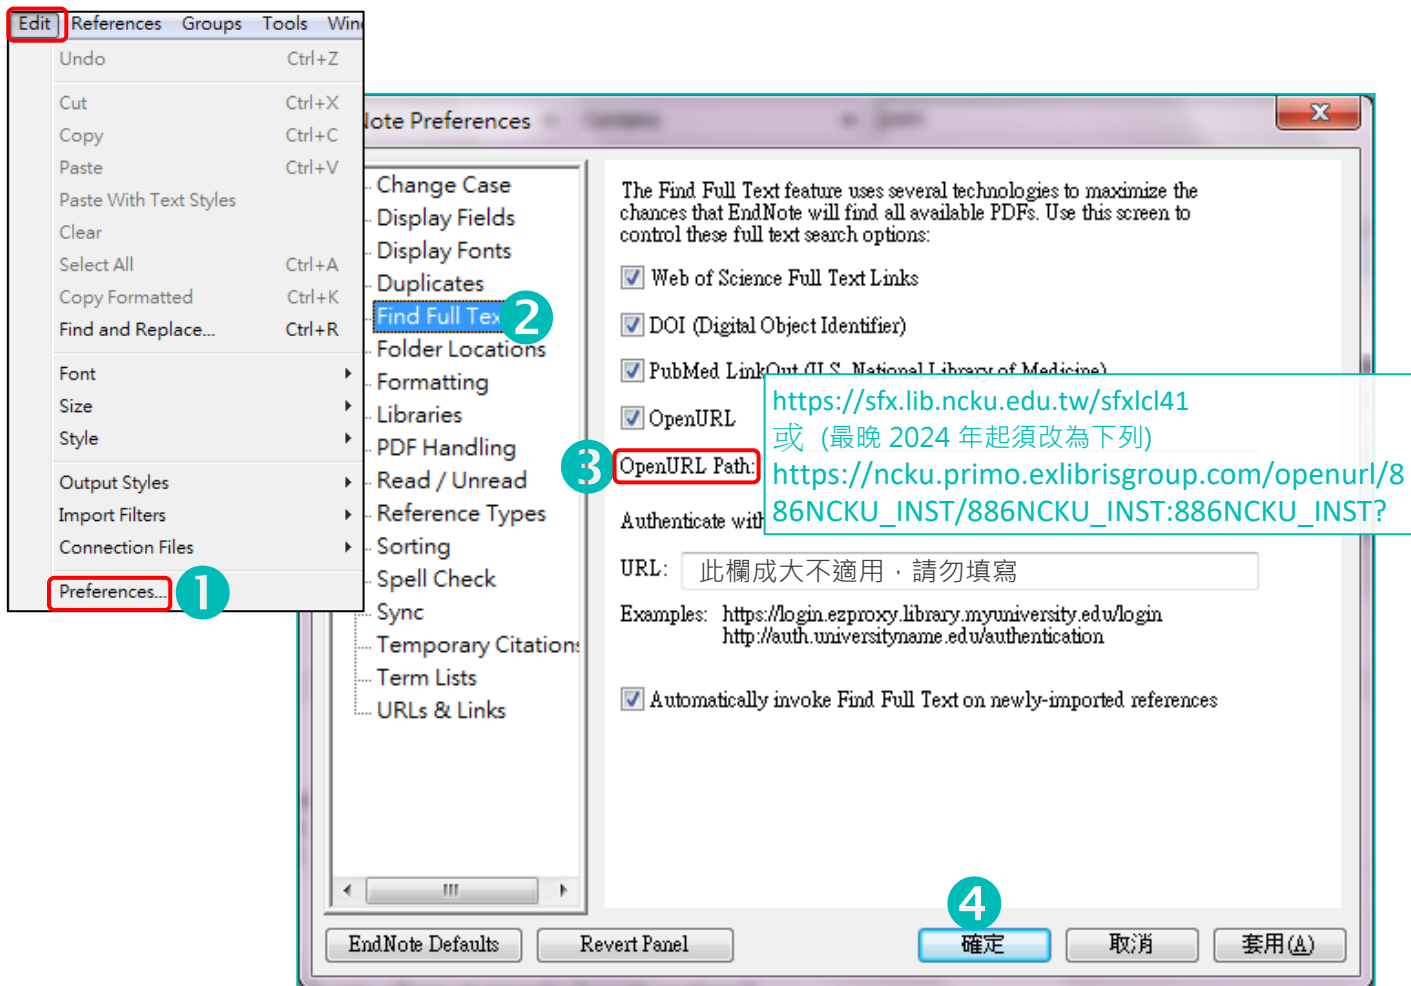 Edit References Groups Tools
Undo Ctrl+Z
Cut Ctrl+X
Copy Ctrl+C
Paste Ctrl+V
Paste With Text Styles
Clear
Select All Ctrl+A
Copy Formatted Ctrl+K
Find and Replace... Ctrl+R
Font
Size
Style
Output Styles
Import Filters
Connection Files
Preferences...
1
Preferences
Change Case
Display Fields
Display Fonts
Duplicates
Find Full
2
Folder Locations
Formatting
Libraries
PDF Handling
Read / Unread
Reference Types
Sorting
Spell Check
Sync
Temporary Citation
Term Lists
URLs & Links
The Find Full Text feature uses several technologies to maximize the
chances that EndNote will find all available PDFs. Use this screen to
control these full text search options:
Web of Science Full Text Links
DOI (Digital Object Identifier)
PubMed LinkOut (U.S. National Library of Medicine)
OpenURL
3
OpenURL Path:
https://sfx.lib.ncku.edu.tw/sfxlcl41
或 (最晚 2024 年起須改為下列)
https://ncku.primo.exlibrisgroup.com/openurl/8
86NCKU_INST/886NCKU_INST:886NCKU_INST?
Authenticate with
URL: 此欄成大不適用，請勿填寫
Examples: https://login.ezproxy.library.myuniversity.edu/login
http://auth.universityname.edu/authentication
Automatically invoke Find Full Text on newly-imported references
4
EndNote Defaults Revert Panel 確定 取消 套用(A)